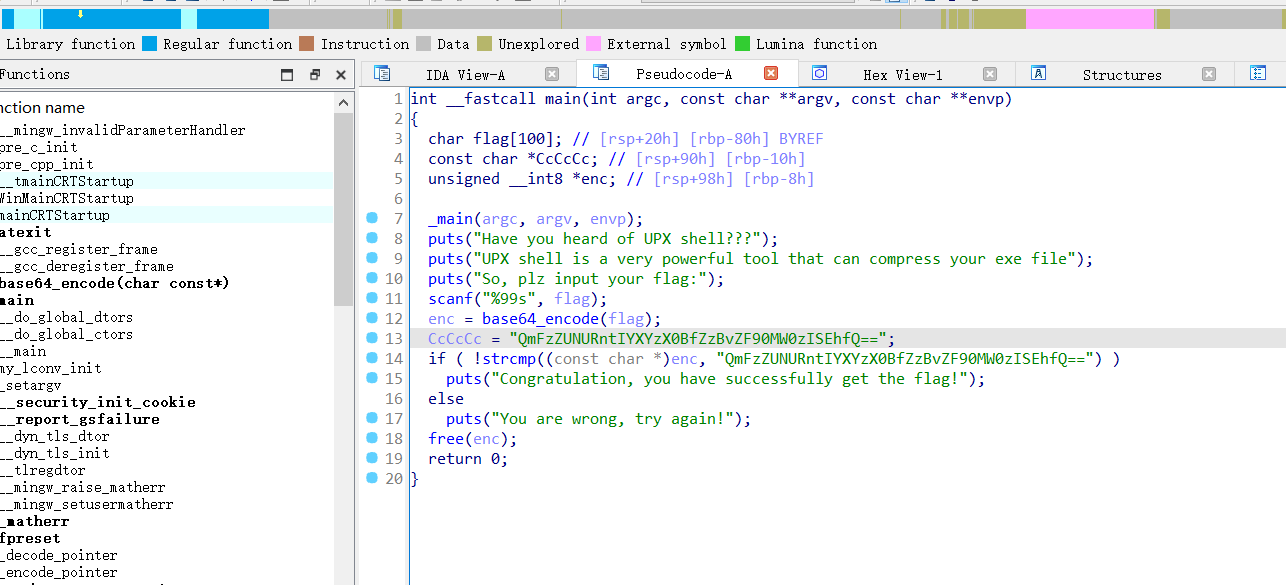 Library function Regular function Instruction Data Unexplored External symbol Lumina function
Functions
IDA View-A Pseudocode-A Hex View-1 Structures
nction name
__mingw_invalidParameterHandler
pre_c_init
pre_cpp_init
__tmainCRTStartup
WinMainCRTStartup
mainCRTStartup
atexit
__gcc_register_frame
__gcc_deregister_frame
base64_encode(char const*)
main
__do_global_dtors
__do_global_ctors
__main
my_lconv_init
_setargv
__security_init_cookie
__report_gsfailure
__dyn_tls_dtor
__dyn_tls_init
__tlregdtor
__mingw_raise_matherr
__mingw_setusermatherr
_matherr
fpreset
_decode_pointer
_encode_pointer
1 int __fastcall main(int argc, const char **argv, const char **envp)
2 {
3 char flag[100]; // [rsp+20h] [rbp-80h] BYREF
4 const char *CcCcCc; // [rsp+90h] [rbp-10h]
5 unsigned __int8 *enc; // [rsp+98h] [rbp-8h]
6
7 _main(argc, argv, envp);
8 puts("Have you heard of UPX shell???");
9 puts("UPX shell is a very powerful tool that can compress your exe file");
10 puts("So, plz input your flag:");
11 scanf("%99s", flag);
12 enc = base64_encode(flag);
13 CcCcCc = "QmFzZUNURntIYXYzX0BfZzBvZF90MW0zISEhfQ==";
14 if ( !strcmp((const char *)enc, "QmFzZUNURntIYXYzX0BfZzBvZF90MW0zISEhfQ==") )
15 puts("Congratulation, you have successfully get the flag!");
16 else
17 puts("You are wrong, try again!");
18 free(enc);
19 return 0;
20 }